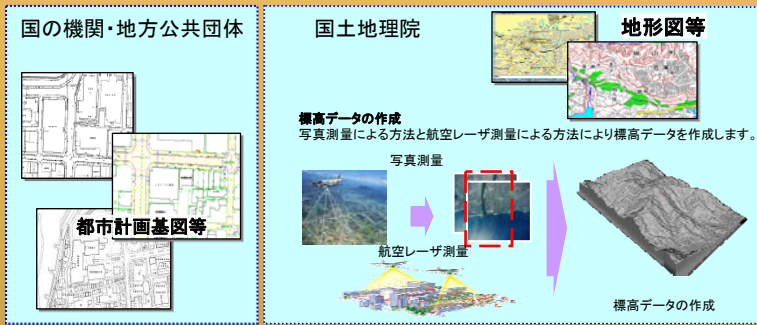 国の機関・地方公共団体
都市計画基図等
国土地理院
地形図等
標高データの作成
写真測量による方法と航空レーザ測量による方法により標高データを作成します。
写真測量
航空レーザ測量
標高データの作成